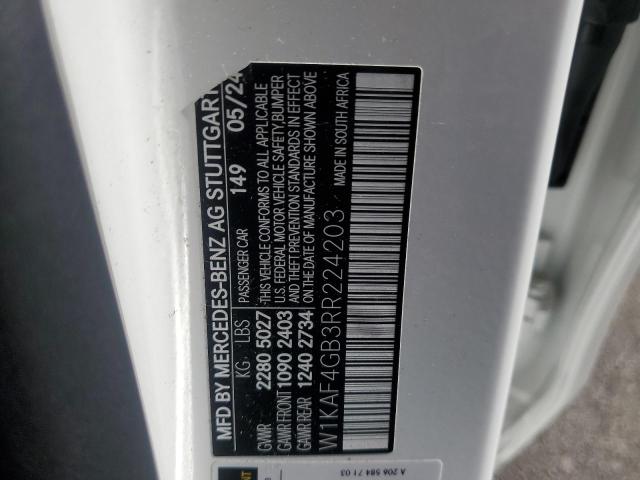 MFD BY MERCEDES-BENZ AG STUTTGART
149 05/24
KG LBS PASSENGER CAR
GVWR 2280 5027 THIS VEHICLE CONFORMS TO ALL APPLICABLE
GAWR FRONT 1090 2403 U.S. FEDERAL MOTOR VEHICLE SAFETY, BUMPER
GAWR REAR 1240 2734 AND THEFT PREVENTION STANDARDS IN EFFECT
ON THE DATE OF MANUFACTURE SHOWN ABOVE
W1KAF4GB3RR224203 MADE IN SOUTH AFRICA
A 206 584 71 03